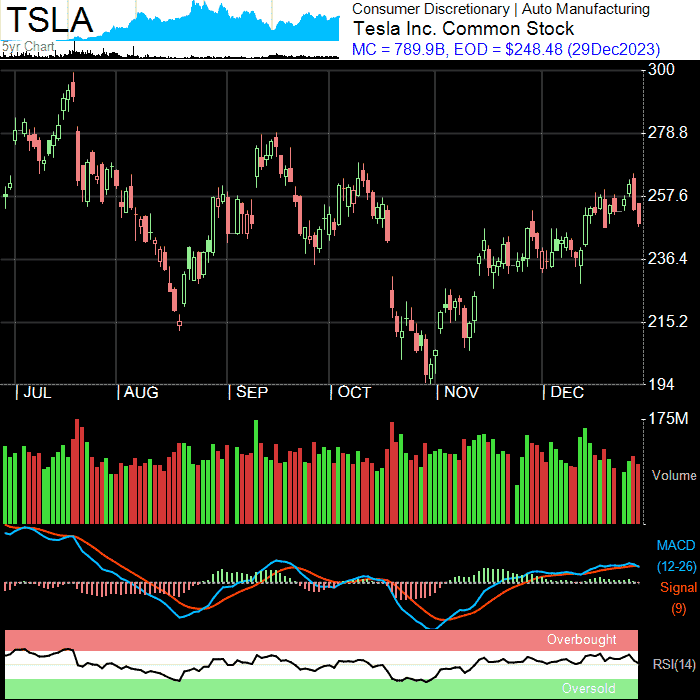 TSLA
5yr Chart
Consumer Discretionary | Auto Manufacturing
Tesla Inc. Common Stock
MC = 789.9B, EOD = $248.48 (29Dec2023)
300
278.8
257.6
236.4
215.2
194
| JUL | AUG | SEP | OCT | NOV | DEC
175M
Volume
MACD
(12-26)
Signal
(9)
Overbought
RSI(14)
Oversold